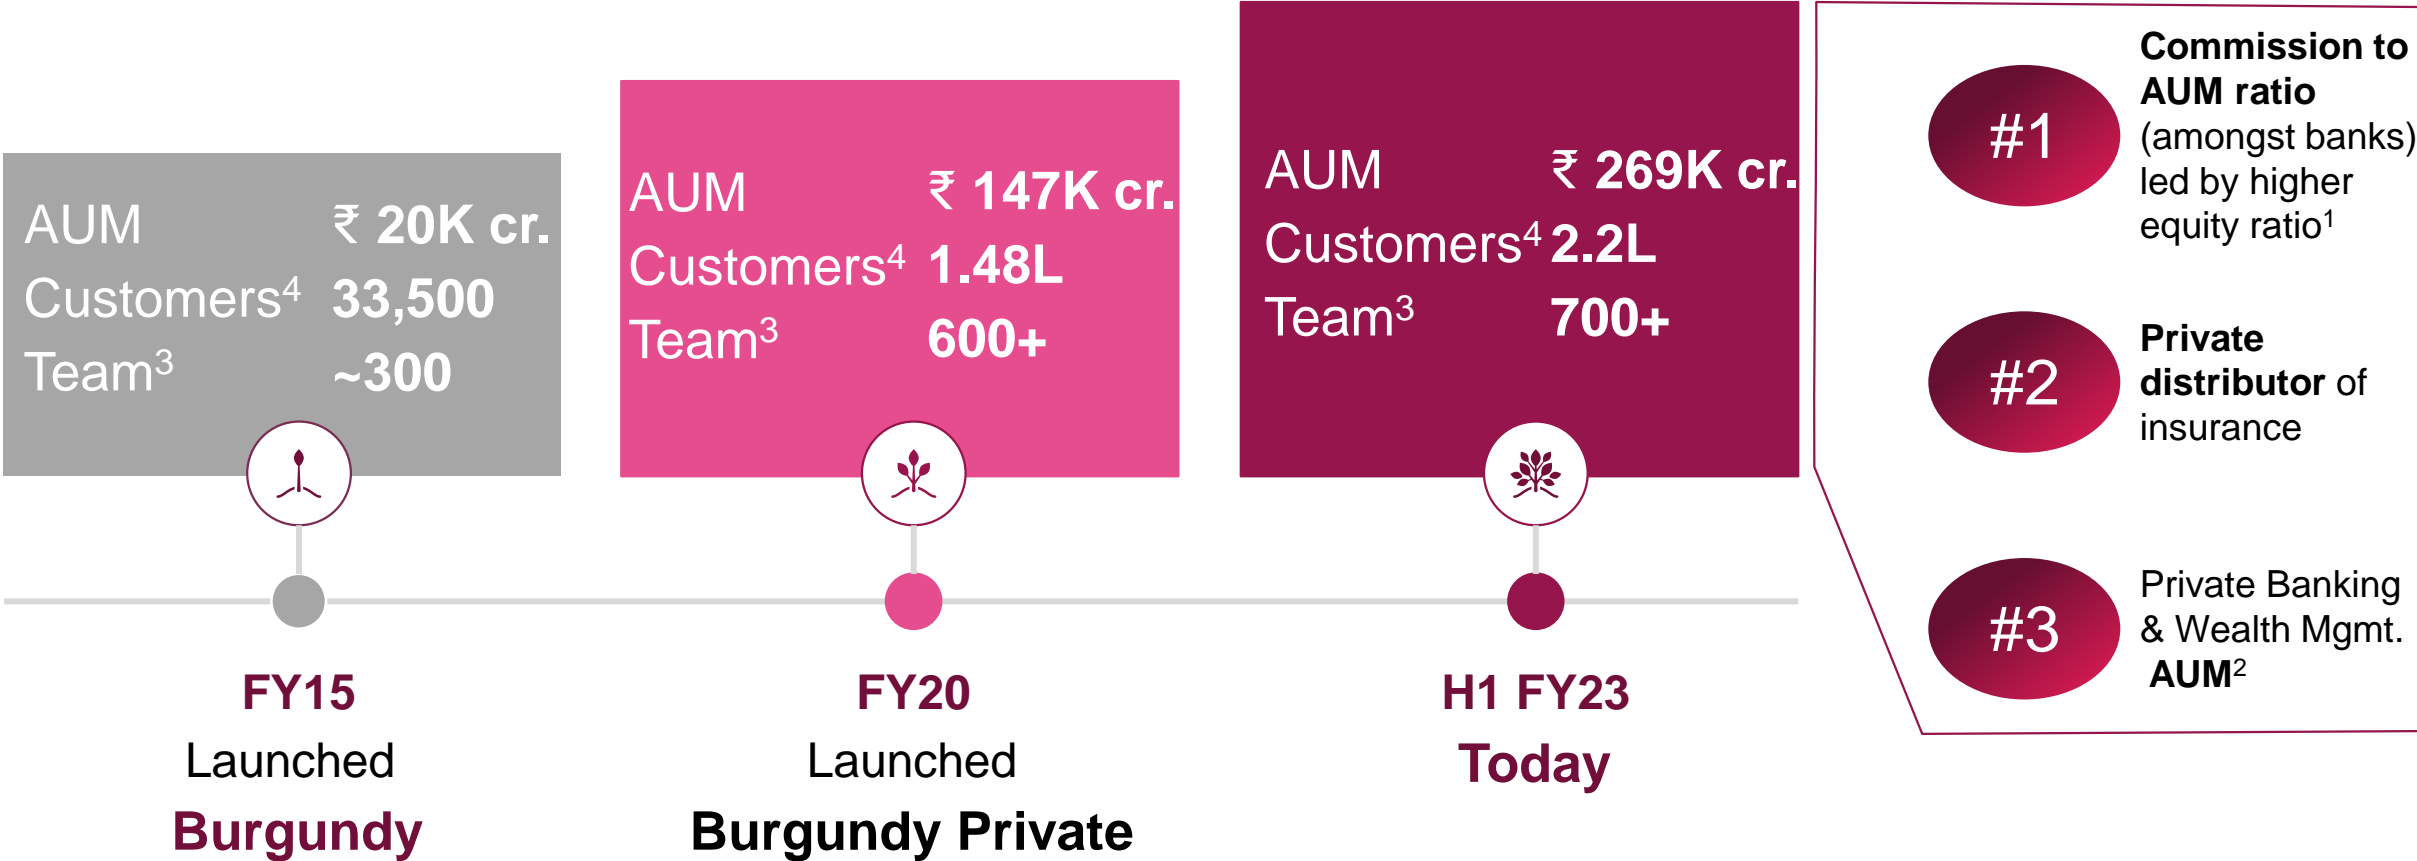 AUM ₹ 20K cr.
Customers⁴ 33,500
Team³ ~300
FY15
Launched
Burgundy
AUM ₹ 147K cr.
Customers⁴ 1.48L
Team³ 600+
FY20
Launched
Burgundy Private
AUM ₹ 269K cr.
Customers⁴ 2.2L
Team³ 700+
H1 FY23
Today
#1
Commission to
AUM ratio
(amongst banks)
led by higher
equity ratio¹
#2
Private
distributor of
insurance
#3
Private Banking
& Wealth Mgmt.
AUM²